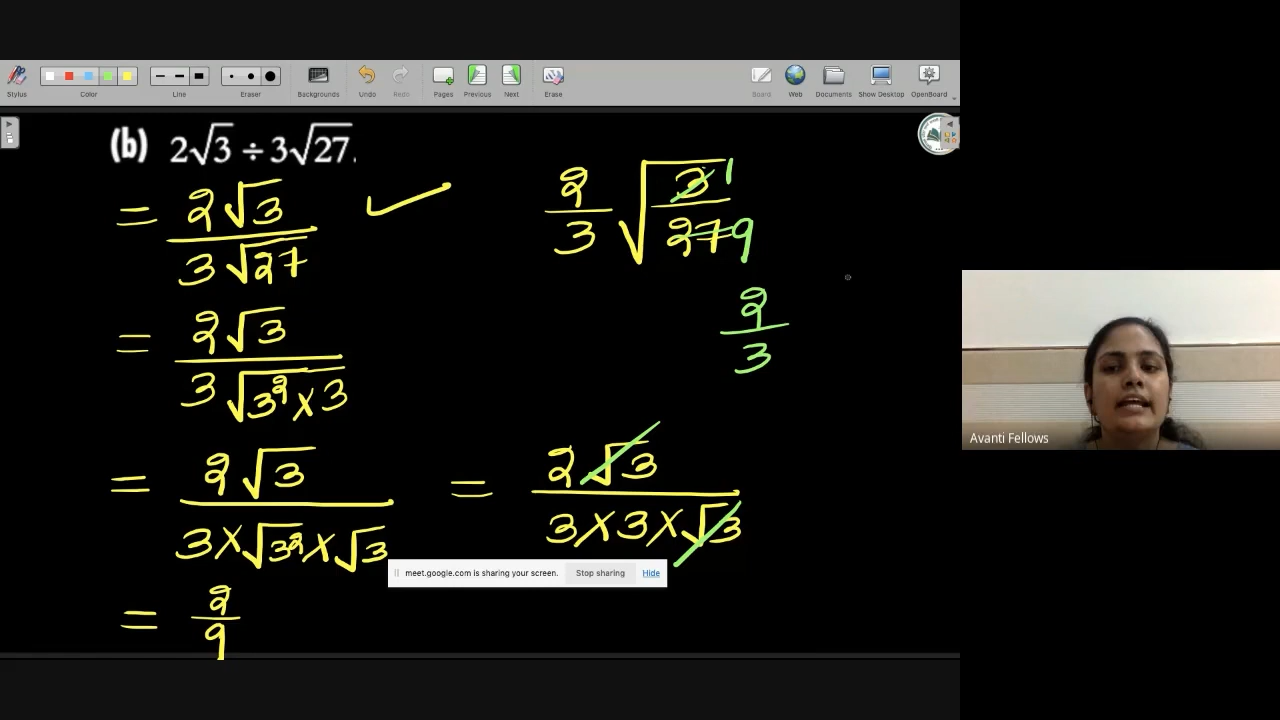 Stylus Color Line Eraser Backgrounds Undo Redo Pages Previous Next Erase Board Web Documents Show Desktop OpenBoard
(b) 2√3 ÷ 3√27.
= 2√3 / 3√27
= 2√3 / 3√3²×3
= 2√3 / 3×√3²×√3 = 2√3 / 3×3×√3
= 2/9
2/3 √3/27 1 9
2/3
meet.google.com is sharing your screen. Stop sharing Hide
Avanti Fellows